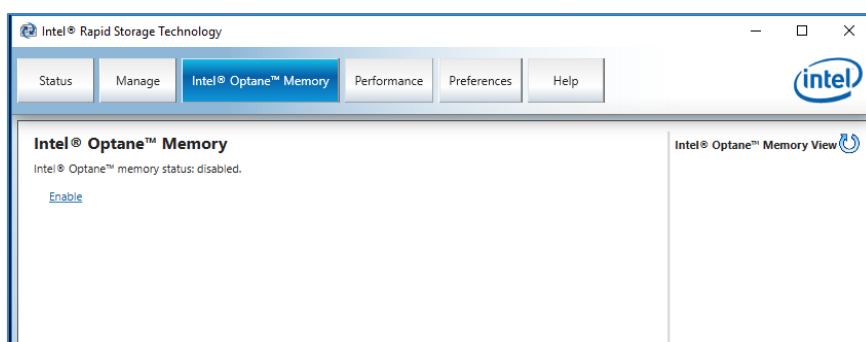 Intel® Rapid Storage Technology
Status Manage Intel® Optane™ Memory Performance Preferences Help
intel
Intel® Optane™ Memory
Intel® Optane™ Memory View
Intel® Optane™ memory status: disabled.
Enable